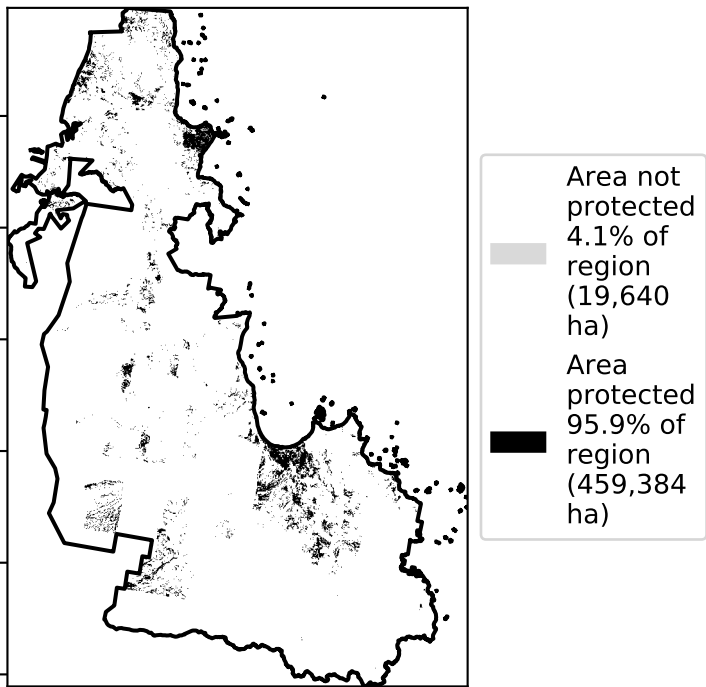 Area not
protected
4.1% of
region
(19,640
ha)
Area
protected
95.9% of
region
(459,384
ha)